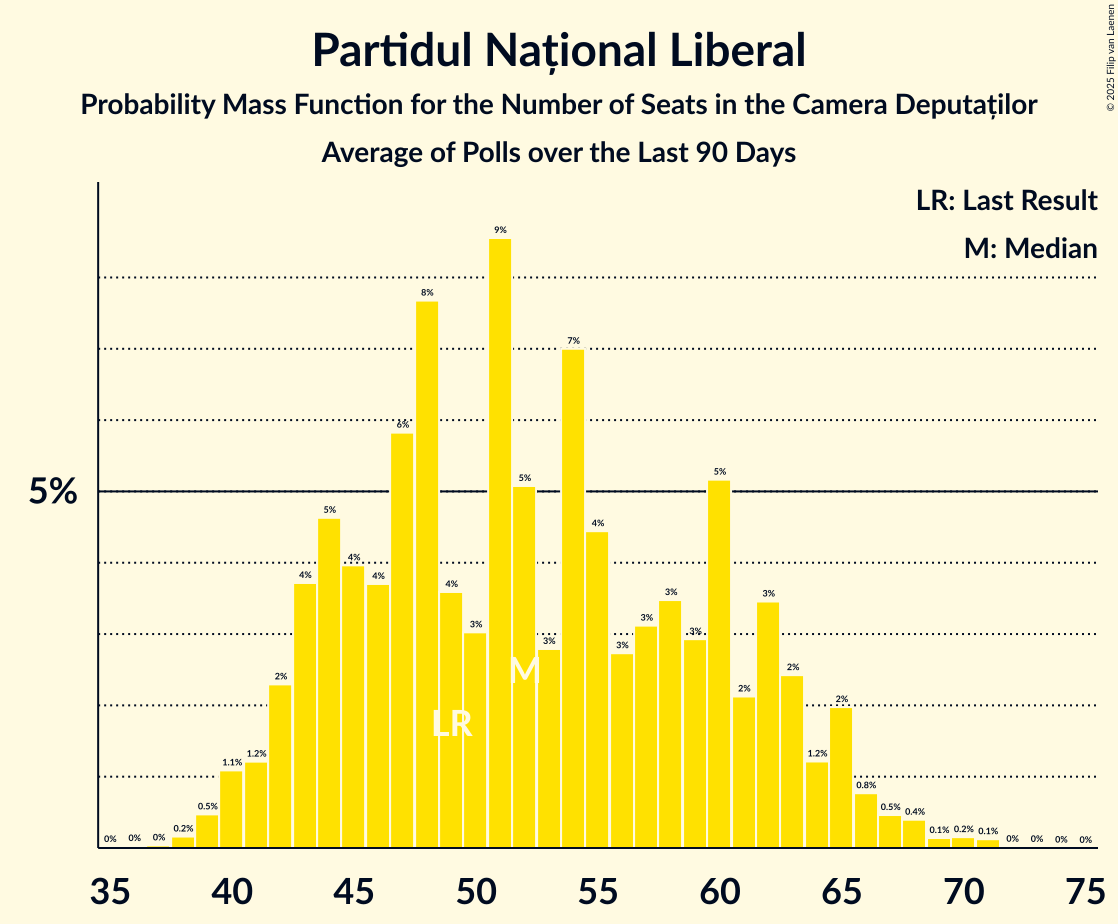 Partidul Național Liberal
Probability Mass Function for the Number of Seats in the Camera Deputaților
Average of Polls over the Last 90 Days
© 2025 Filip van Laenen
LR: Last Result
M: Median
5%
0% 0% 0% 0.2% 0.5% 1.1% 1.2% 2% 4% 5% 4% 4% 6% 8% 4% 3% 9% 5% 3% 7% 4% 3% 3% 3% 3% 5% 2% 3% 2% 1.2% 2% 0.8% 0.5% 0.4% 0.1% 0.2% 0.1% 0% 0% 0% 0%
M
LR
35 40 45 50 55 60 65 70 75